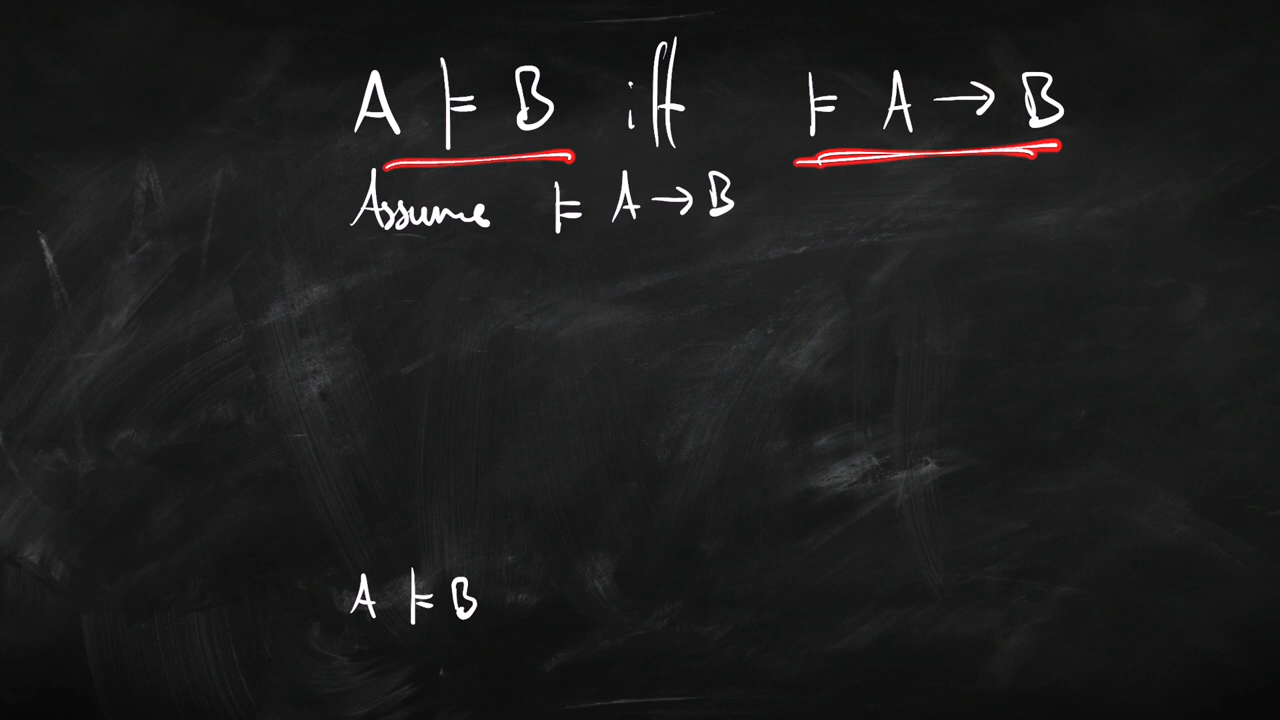 A ⊨ B iff ⊨ A → B
Assume ⊨ A → B
A ⊨ B